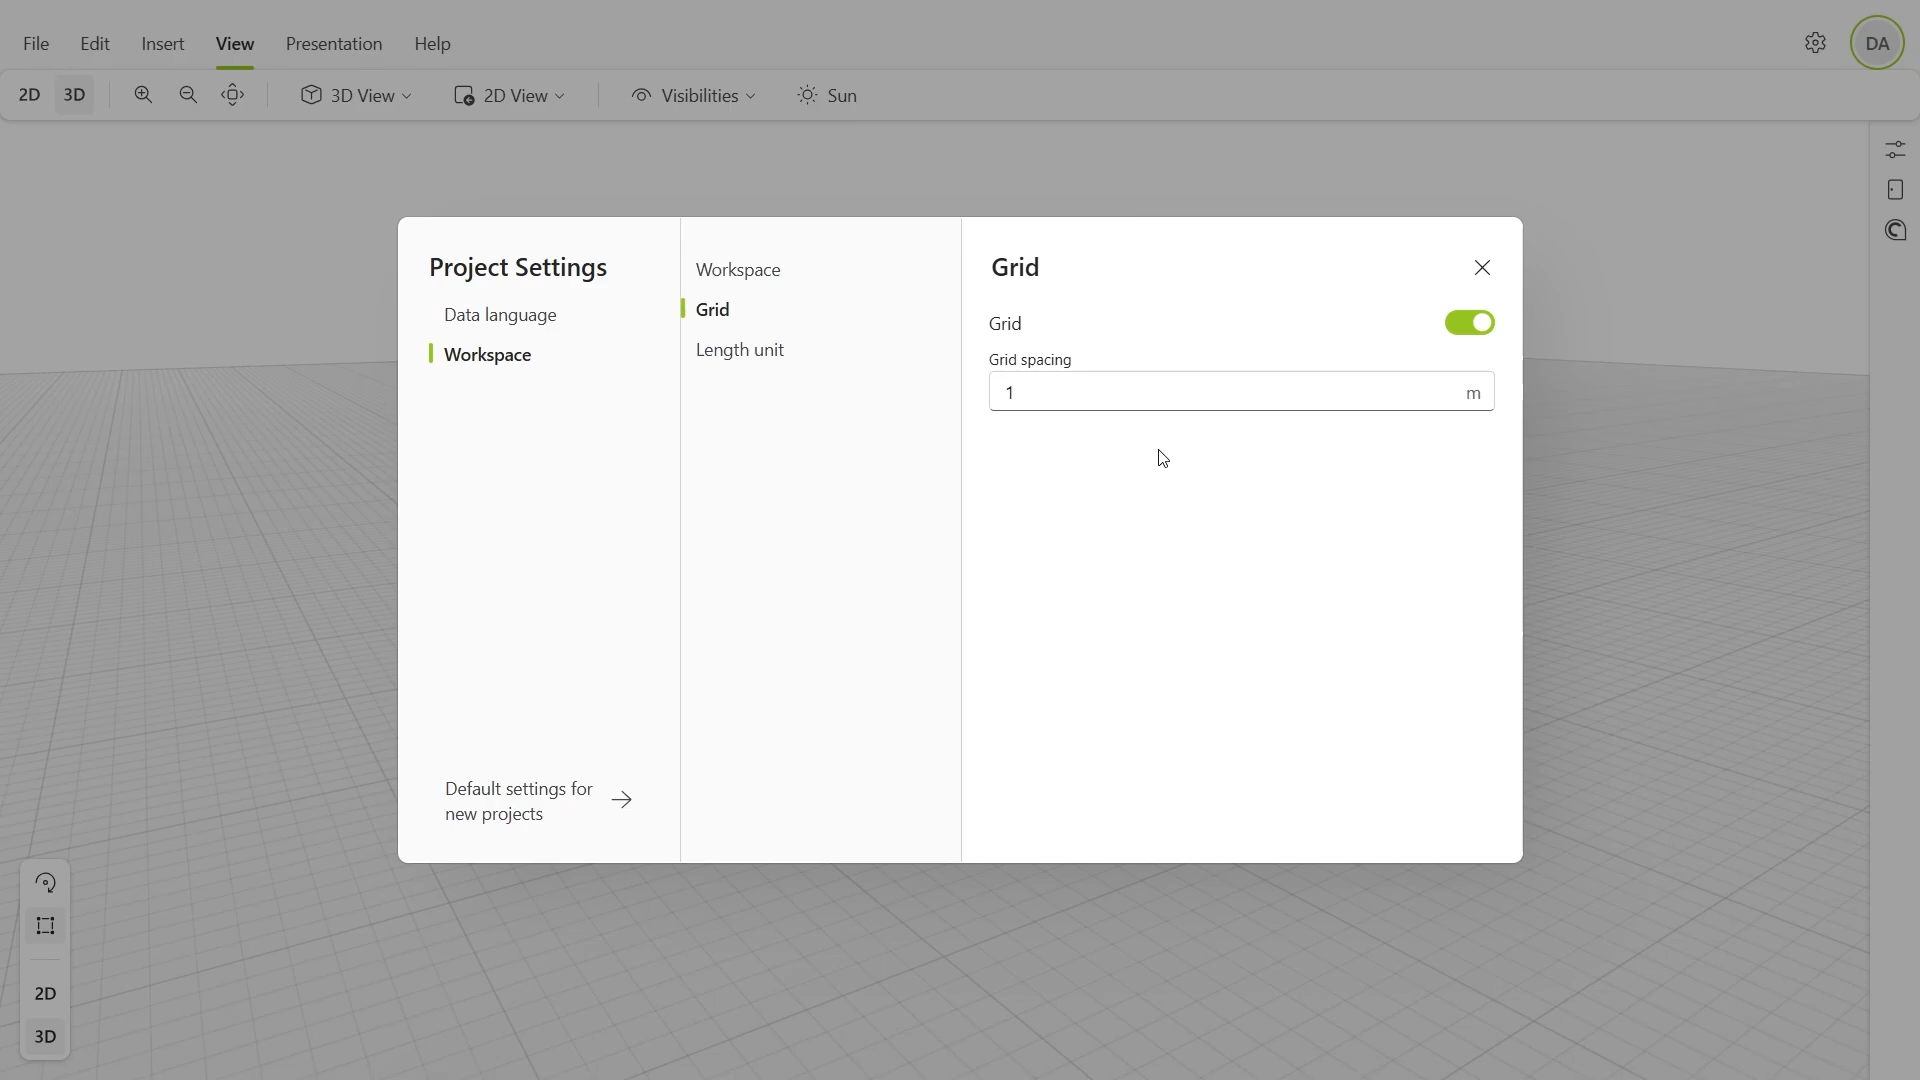 File Edit Insert View Presentation Help
DA
2D 3D 3D View 2D View Visibilities Sun
Project Settings
Data language
Workspace
Default settings for
new projects
Workspace
Grid
Length unit
Grid
Grid
Grid spacing
1 m
2D
3D